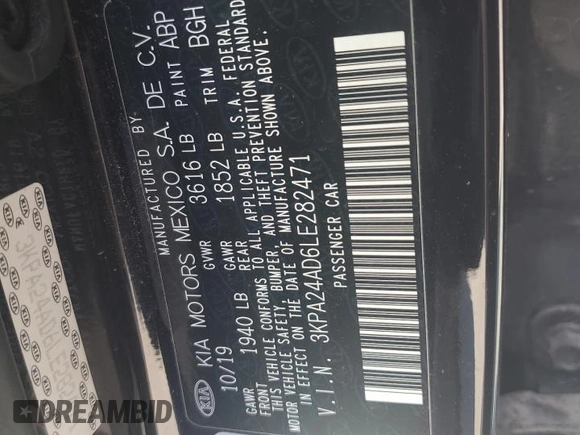 MANUFACTURED BY
KIA KIA MOTORS MEXICO S.A. DE C.V.
10/19 GVWR 3616 LB PAINT ABP
GAWR FRONT 1940 LB GAWR REAR 1852 LB TRIM BGH
THIS VEHICLE CONFORMS TO ALL APPLICABLE U.S.A. FEDERAL
MOTOR VEHICLE SAFETY, BUMPER, AND THEFT PREVENTION STANDARDS
IN EFFECT ON THE DATE OF MANUFACTURE SHOWN ABOVE.
V.I.N. 3KPA24AD6LE282471
PASSENGER CAR
DREAMBID